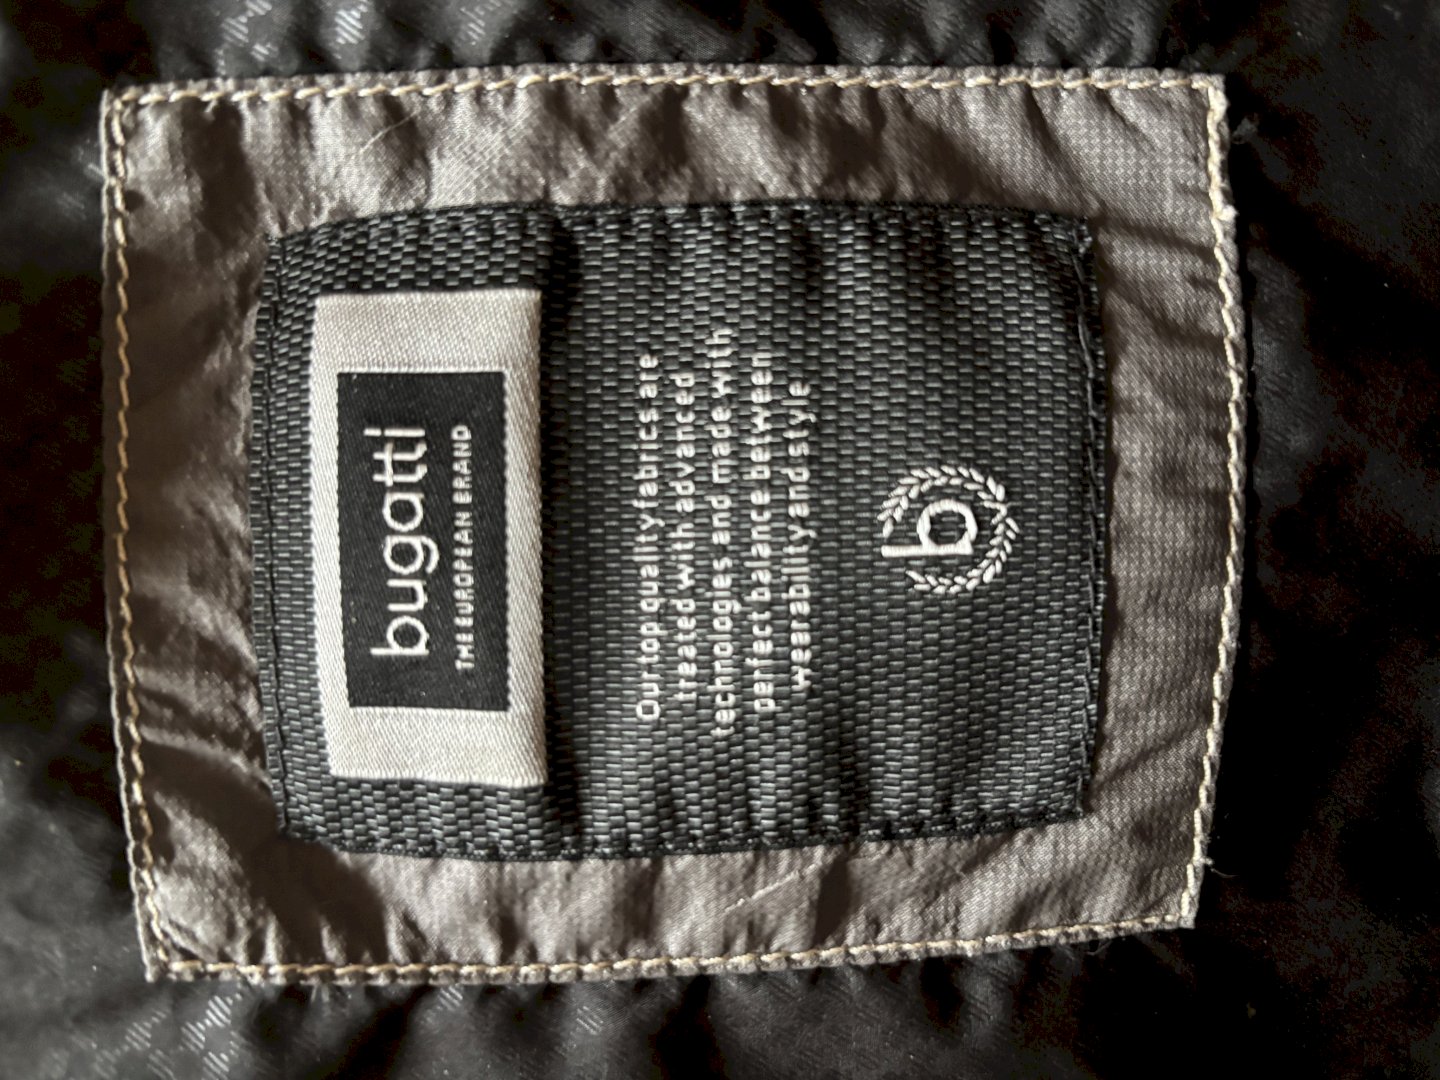 bugatti
THE EUROPEAN BRAND
Our top quality fabrics are
treated with advanced
technologies and made with
perfect balance between
wearability and style
b